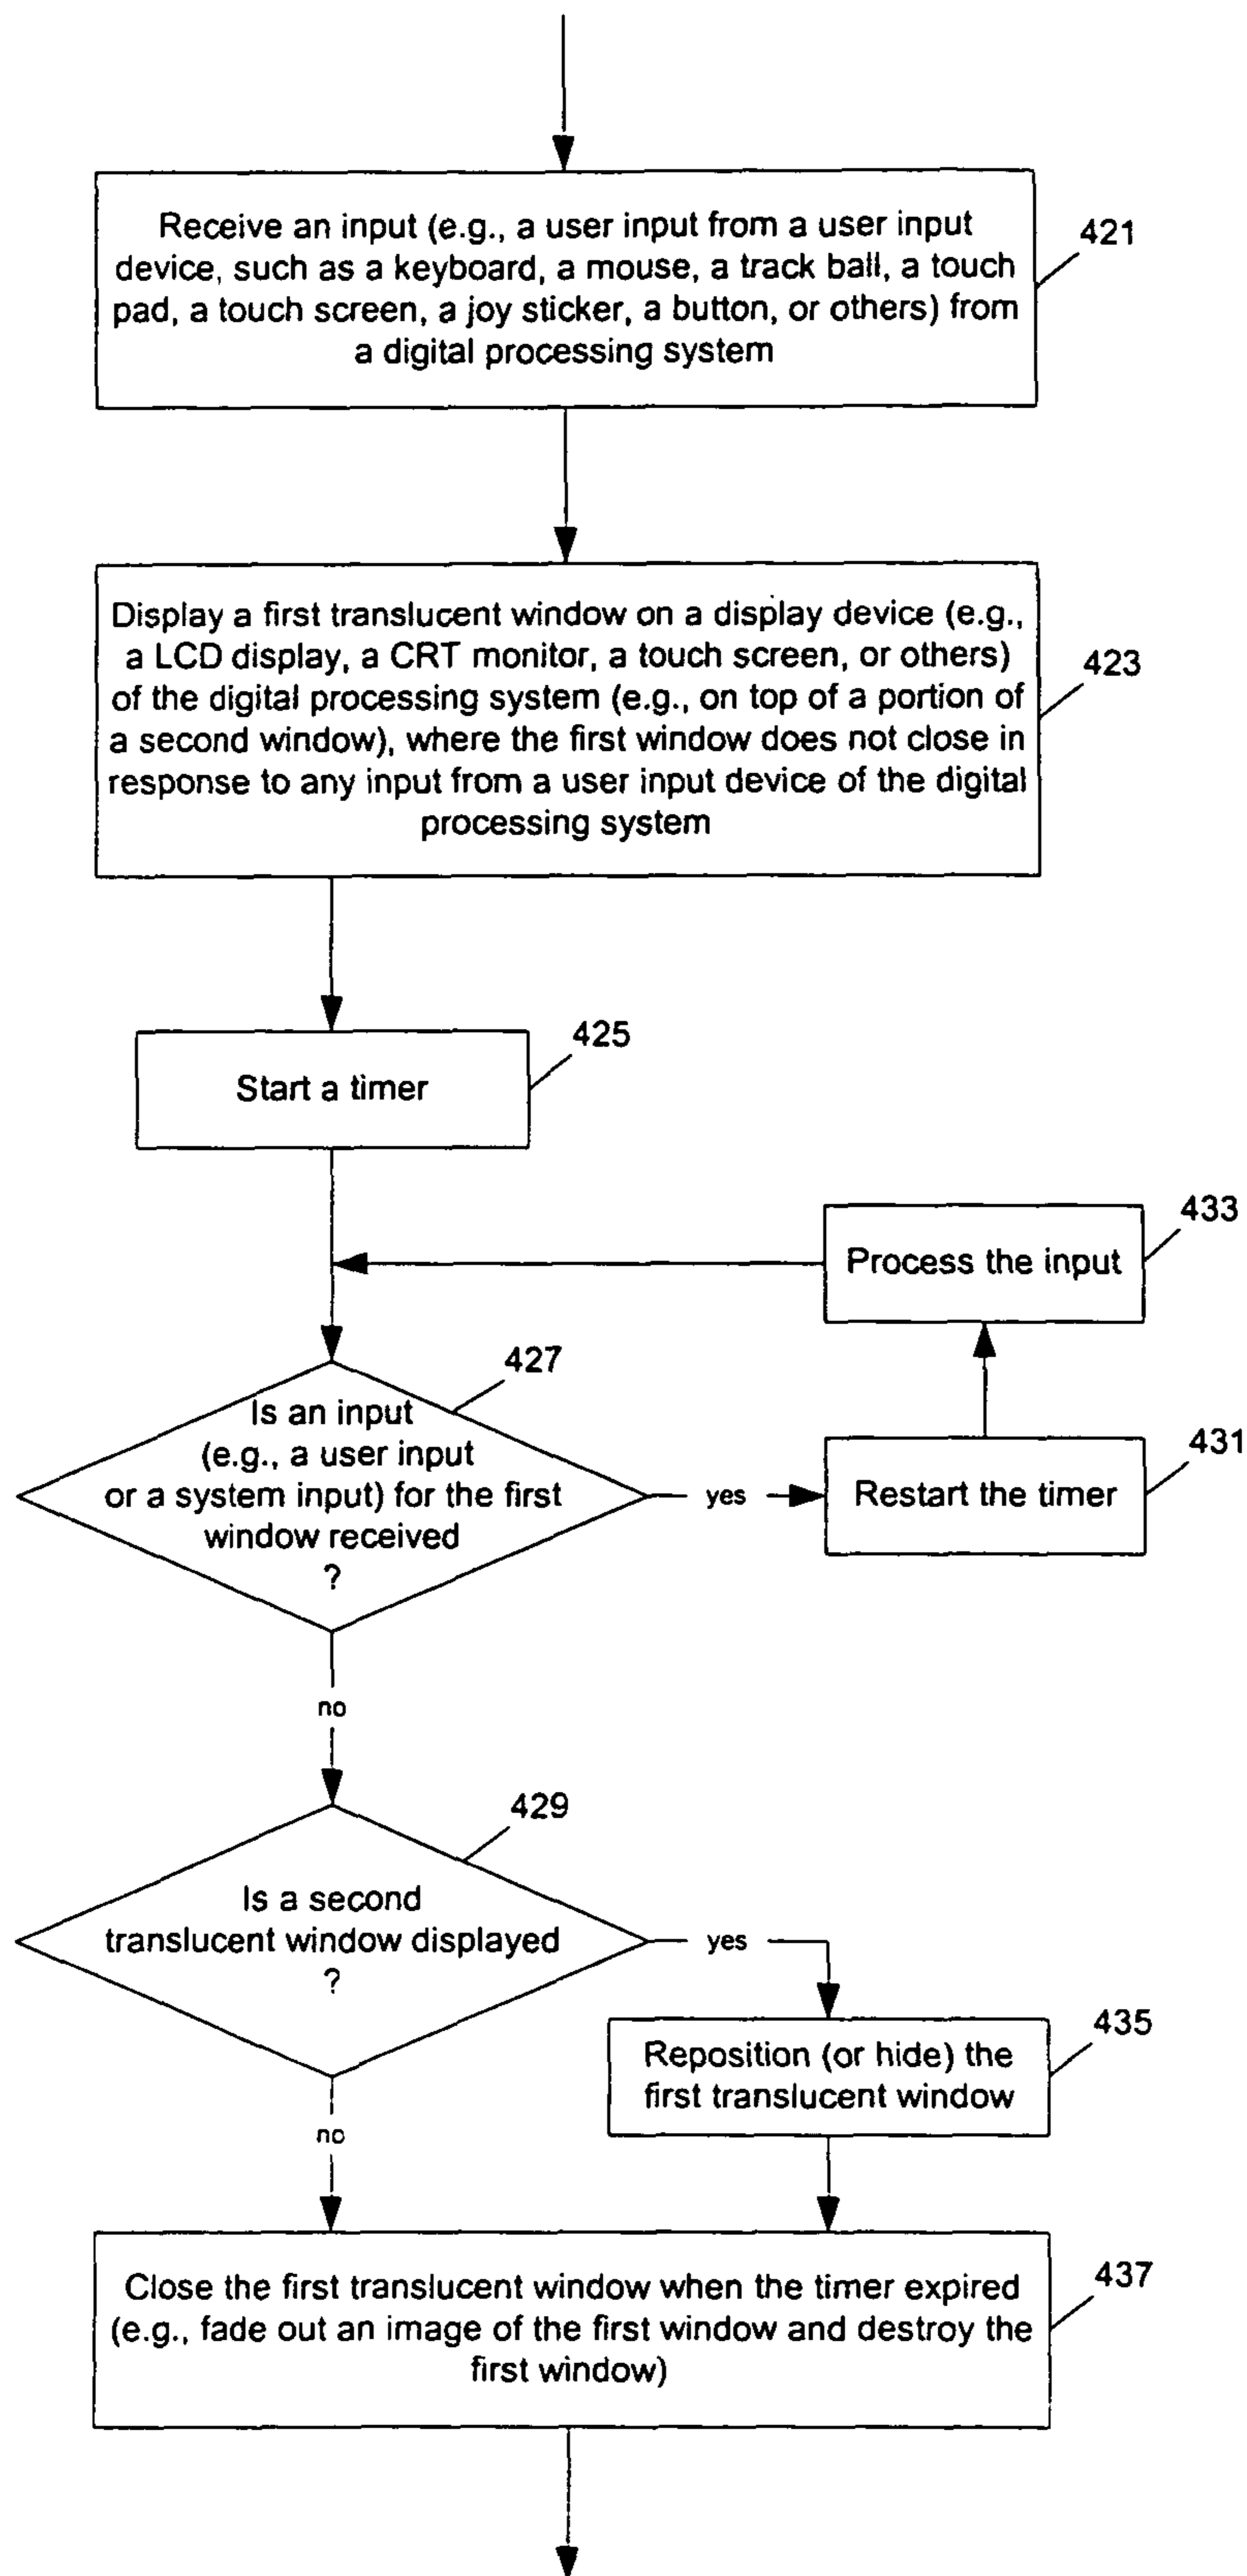 Receive an input (e.g., a user input from a user input
device, such as a keyboard, a mouse, a track ball, a touch
pad, a touch screen, a joy sticker, a button, or others) from
a digital processing system
421
Display a first translucent window on a display device (e.g.,
a LCD display, a CRT monitor, a touch screen, or others)
of the digital processing system (e.g., on top of a portion of
a second window), where the first window does not close in
response to any input from a user input device of the digital
processing system
423
Start a timer
425
Process the input
433
Is an input
(e.g., a user input
or a system input) for the first
window received
?
427
yes
Restart the timer
431
no
Is a second
translucent window displayed
?
429
yes
Reposition (or hide) the
first translucent window
435
no
Close the first translucent window when the timer expired
(e.g., fade out an image of the first window and destroy the
first window)
437